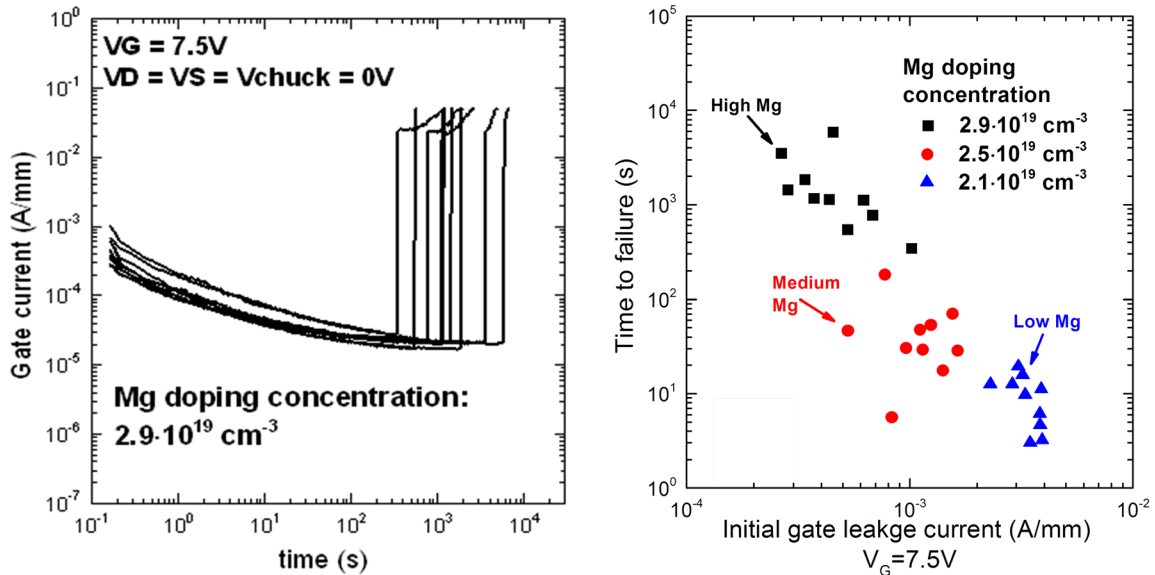 10⁰
10⁻¹
10⁻²
10⁻³
10⁻⁴
10⁻⁵
10⁻⁶
10⁻⁷
Gate current (A/mm)
VG = 7.5V
VD = VS = Vchuck = 0V
Mg doping concentration:
2.9·10¹⁹ cm⁻³
10⁻¹ 10⁰ 10¹ 10² 10³ 10⁴
time (s)
10⁵
10⁴
10³
10²
10¹
10⁰
Time to failure (s)
Mg doping
concentration
2.9·10¹⁹ cm⁻³
2.5·10¹⁹ cm⁻³
2.1·10¹⁹ cm⁻³
High Mg
Medium
Mg
Low Mg
10⁻⁴ 10⁻³ 10⁻²
Initial gate leakge current (A/mm)
V_G=7.5V